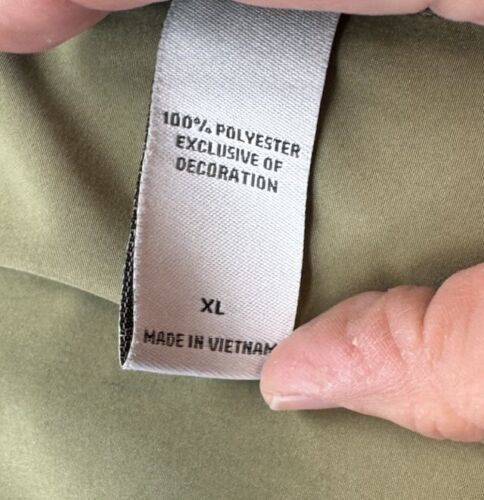 100% POLYESTER
EXCLUSIVE OF
DECORATION
XL
MADE IN VIETNAM